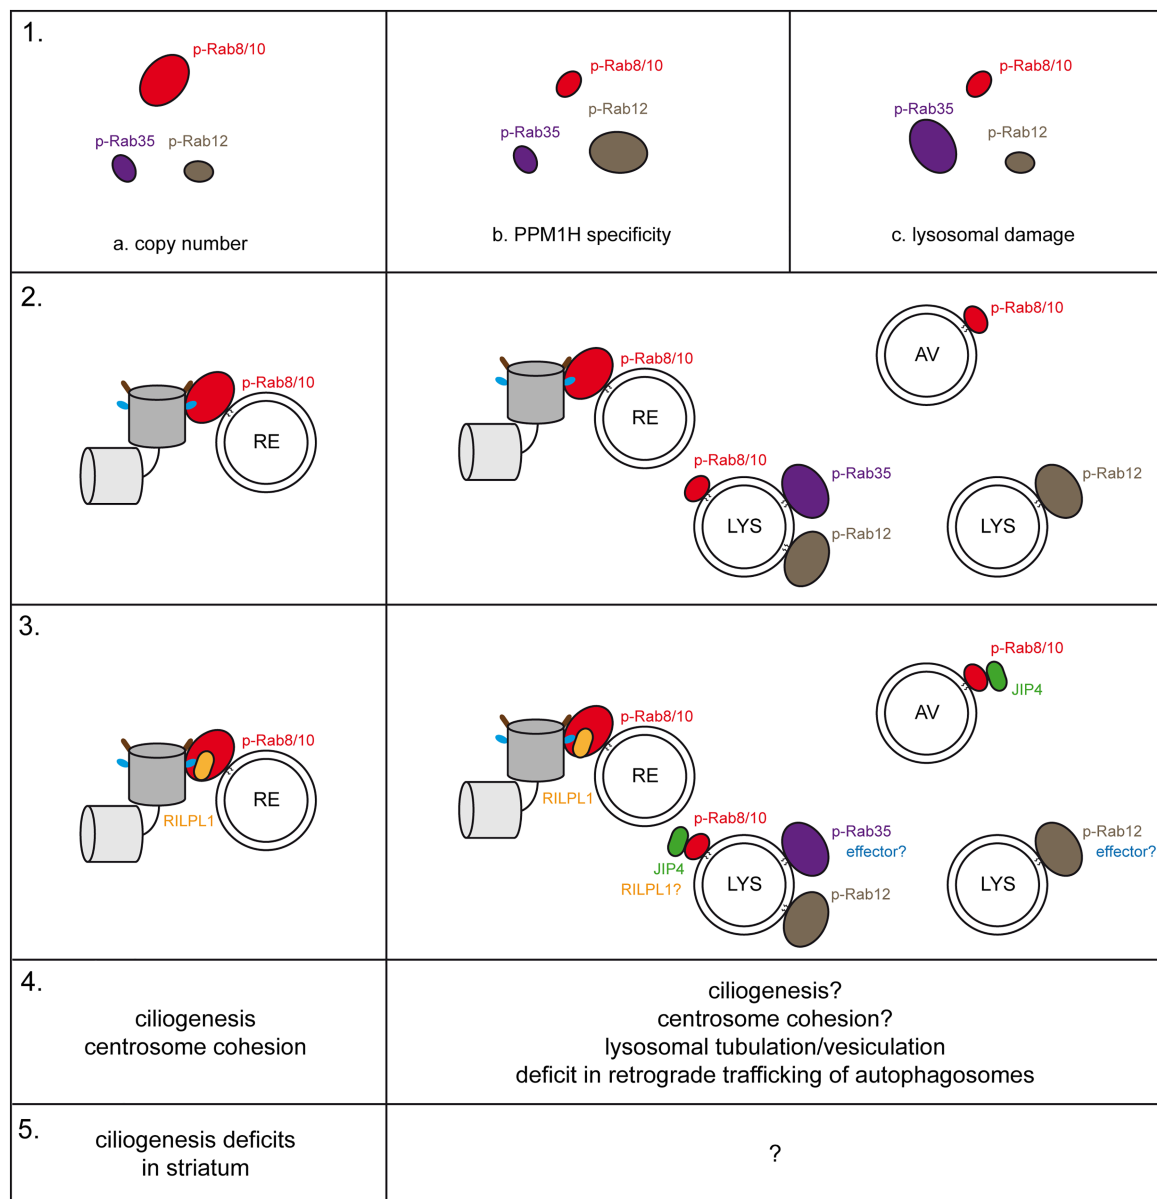 1.
p-Rab8/10
p-Rab35
p-Rab12
a. copy number
p-Rab8/10
p-Rab12
p-Rab35
b. PPM1H specificity
p-Rab8/10
p-Rab35
p-Rab12
c. lysosomal damage
2.
p-Rab8/10
RE
p-Rab8/10
RE
p-Rab8/10
AV
p-Rab8/10
p-Rab35
LYS
p-Rab12
p-Rab12
LYS
3.
p-Rab8/10
RE
RILPL1
p-Rab8/10
RE
RILPL1
p-Rab8/10
JIP4
AV
p-Rab8/10
JIP4
RILPL1?
p-Rab35
effector?
LYS
p-Rab12
p-Rab12
effector?
LYS
4.
ciliogenesis
centrosome cohesion
ciliogenesis?
centrosome cohesion?
lysosomal tubulation/vesiculation
deficit in retrograde trafficking of autophagosomes
5.
ciliogenesis deficits
in striatum
?